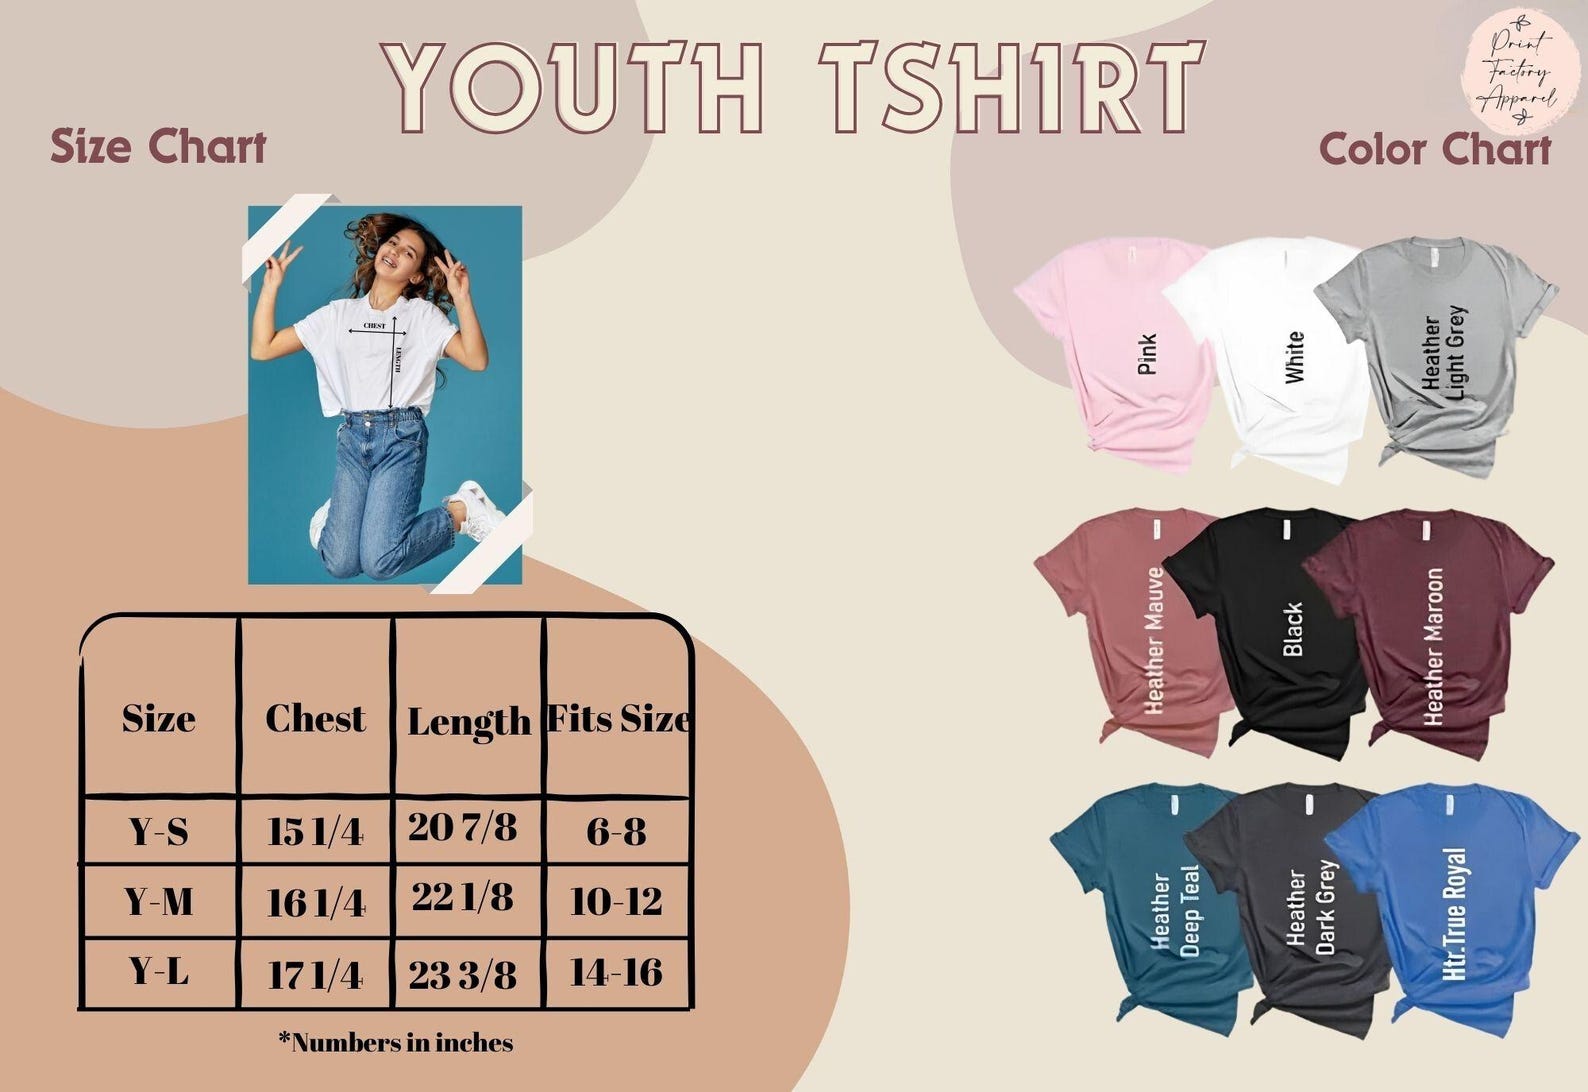 YOUTH TSHIRT
Print
Factory
Apparel
Size Chart
Color Chart
CHEST
LENGTH
Size Chest Length Fits Size
Y-S 15 1/4 20 7/8 6-8
Y-M 16 1/4 22 1/8 10-12
Y-L 17 1/4 23 3/8 14-16
*Numbers in inches
Pink
White
Heather
Light Grey
Heather Mauve
Black
Heather Maroon
Heather
Deep Teal
Heather
Dark Grey
Htr.True Royal